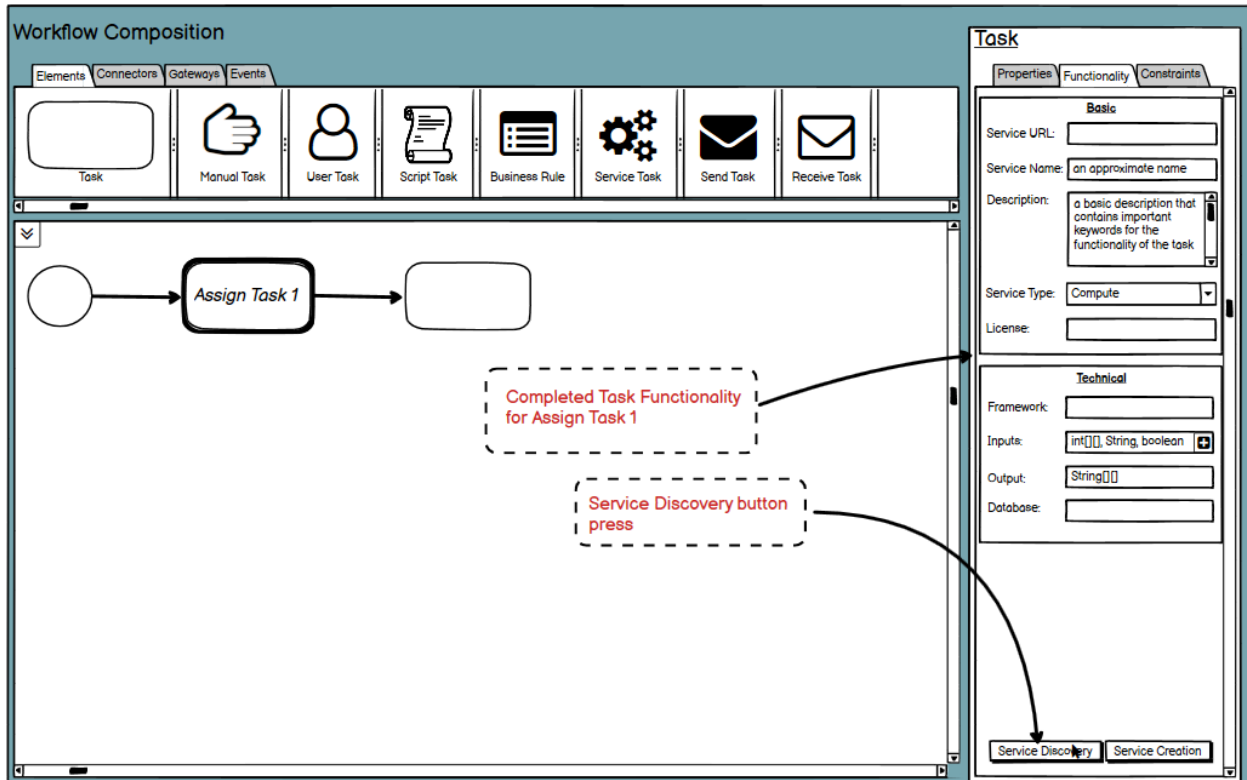 Workflow Composition
Elements
Connectors
Gateways
Events
Task
Manual Task
User Task
Script Task
Business Rule
Service Task
Send Task
Receive Task
Assign Task 1
Completed Task Functionality
for Assign Task 1
Service Discovery button
press
Task
Properties
Functionality
Constraints
Basic
Service URL:
Service Name:
an approximate name
Description:
a basic description that
contains important
keywords for the
functionality of the task
Service Type:
Compute
License:
Technical
Framework:
Inputs:
int[][], String, boolean
Output:
String[][]
Database:
Service Discovery
Service Creation